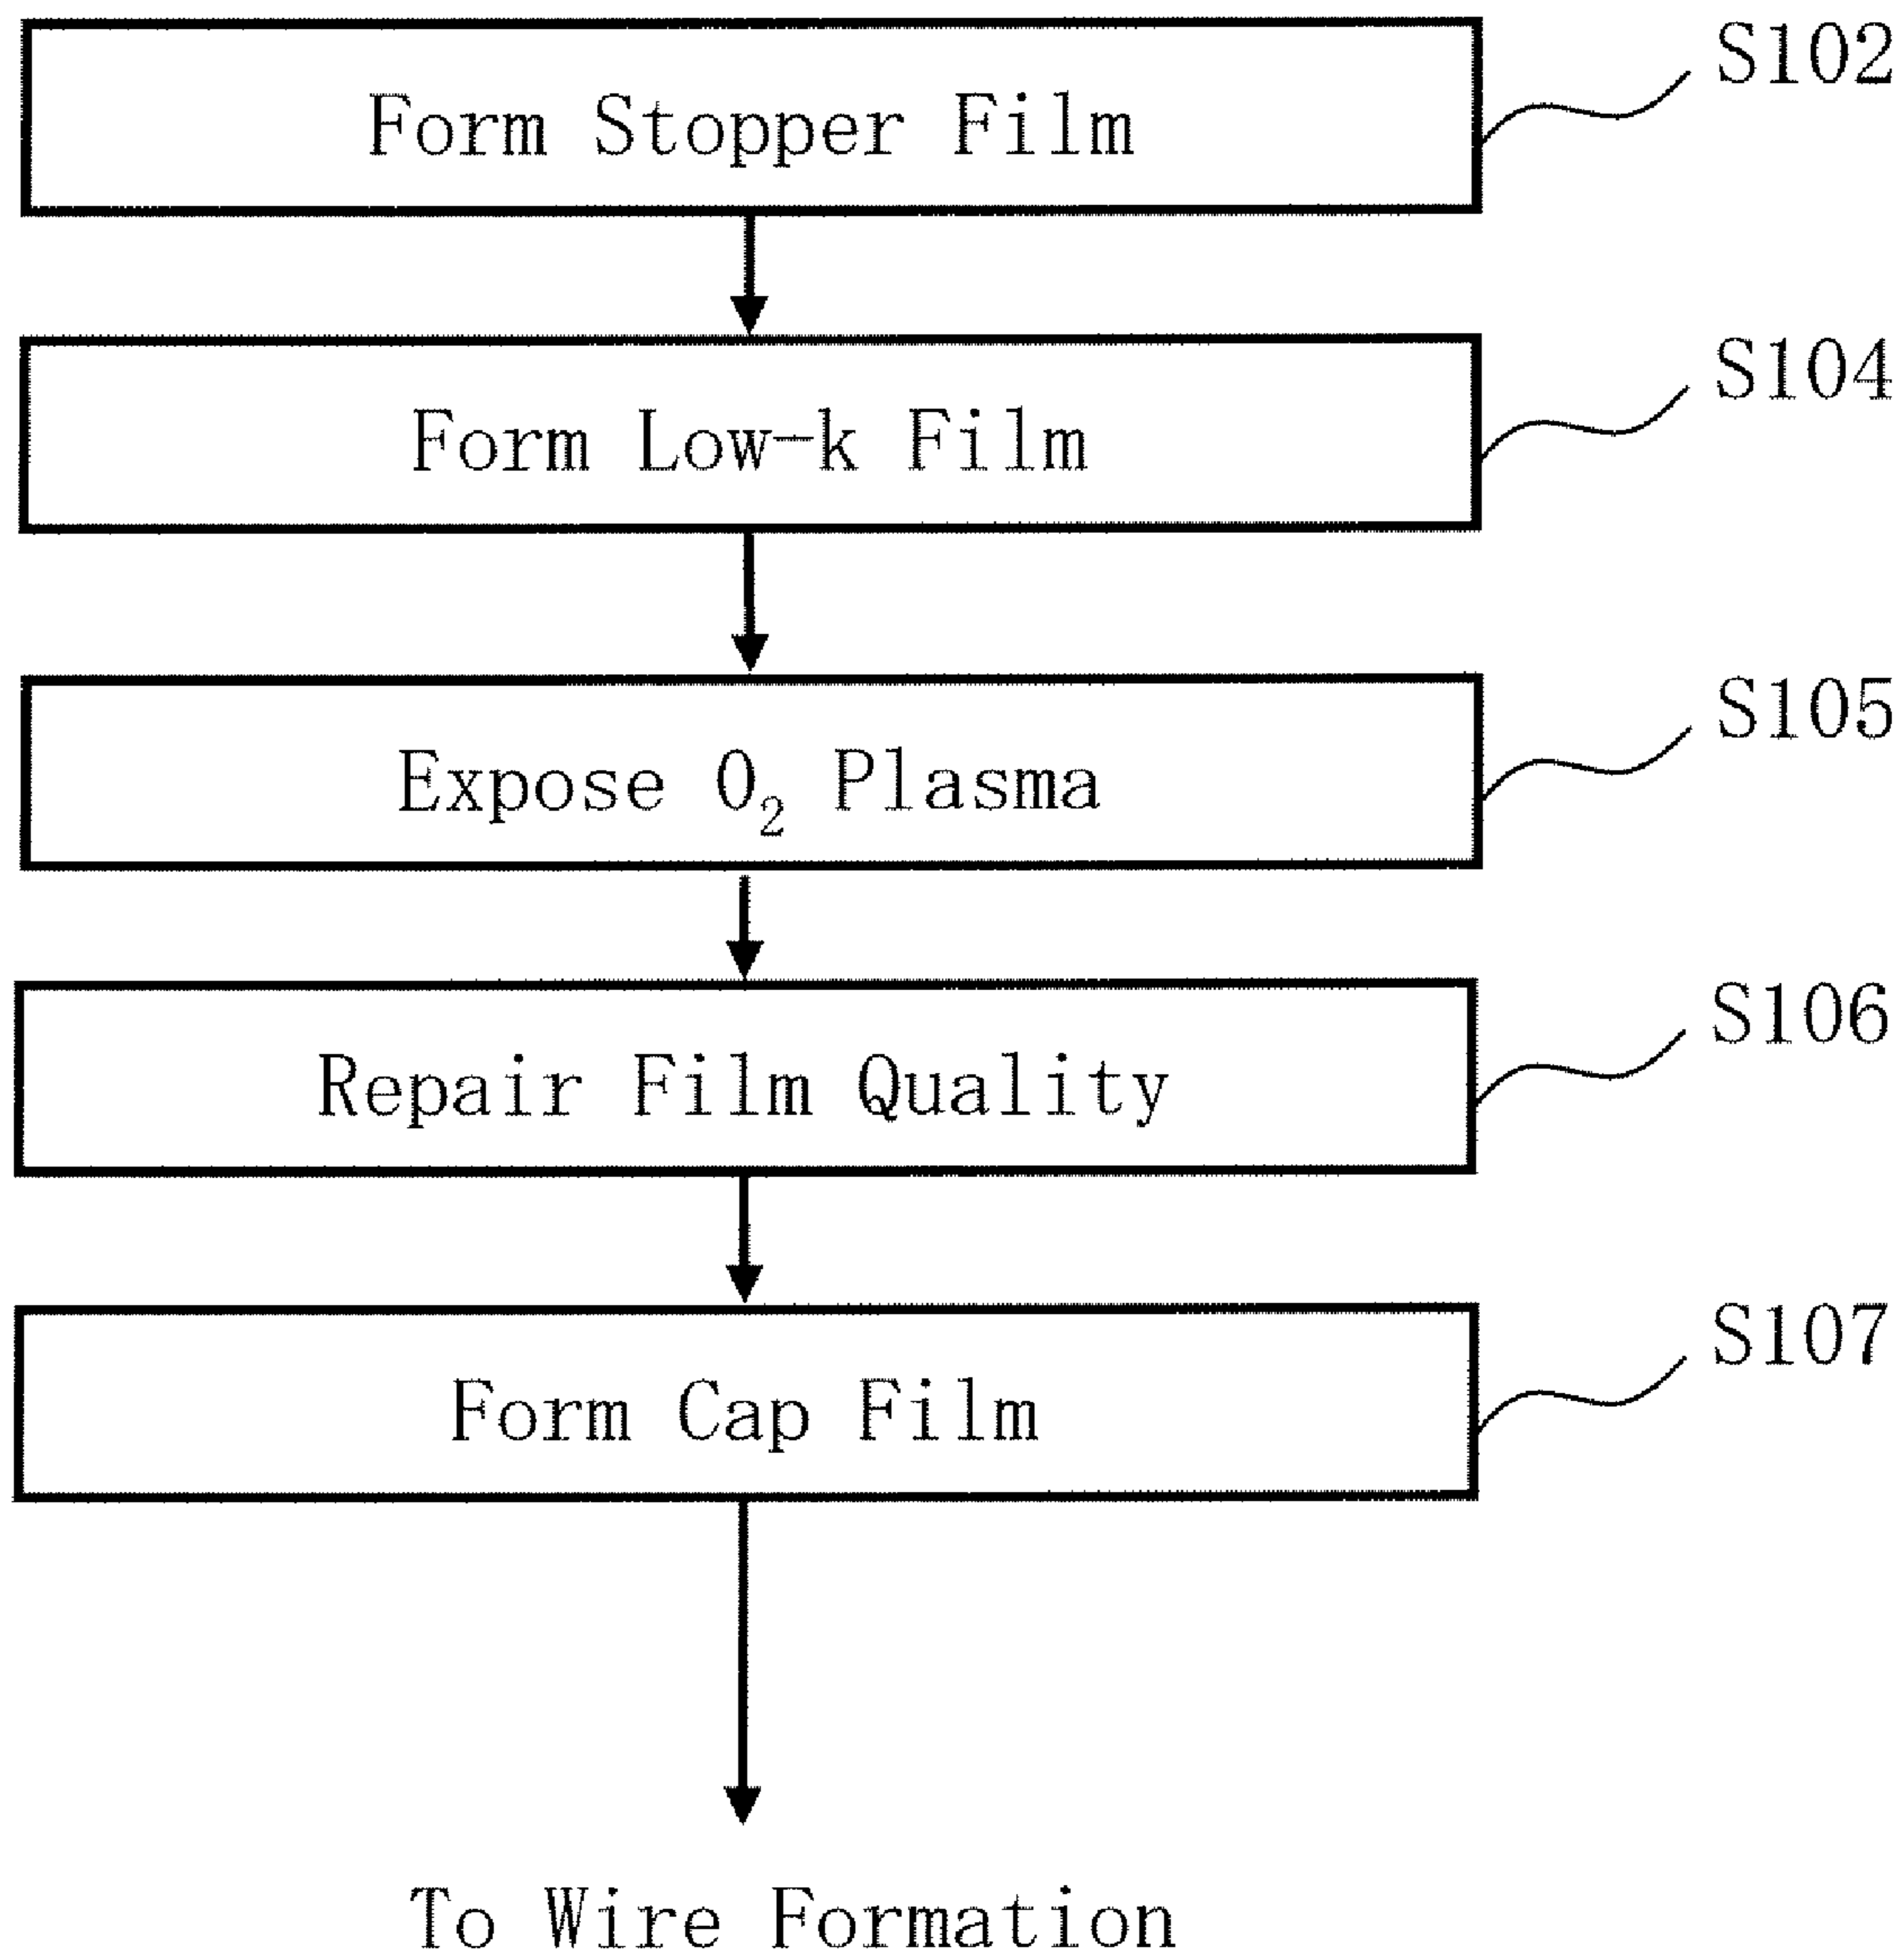 S102
Form Stopper Film
S104
Form Low-k Film
S105
Expose O₂ Plasma
S106
Repair Film Quality
S107
Form Cap Film
To Wire Formation